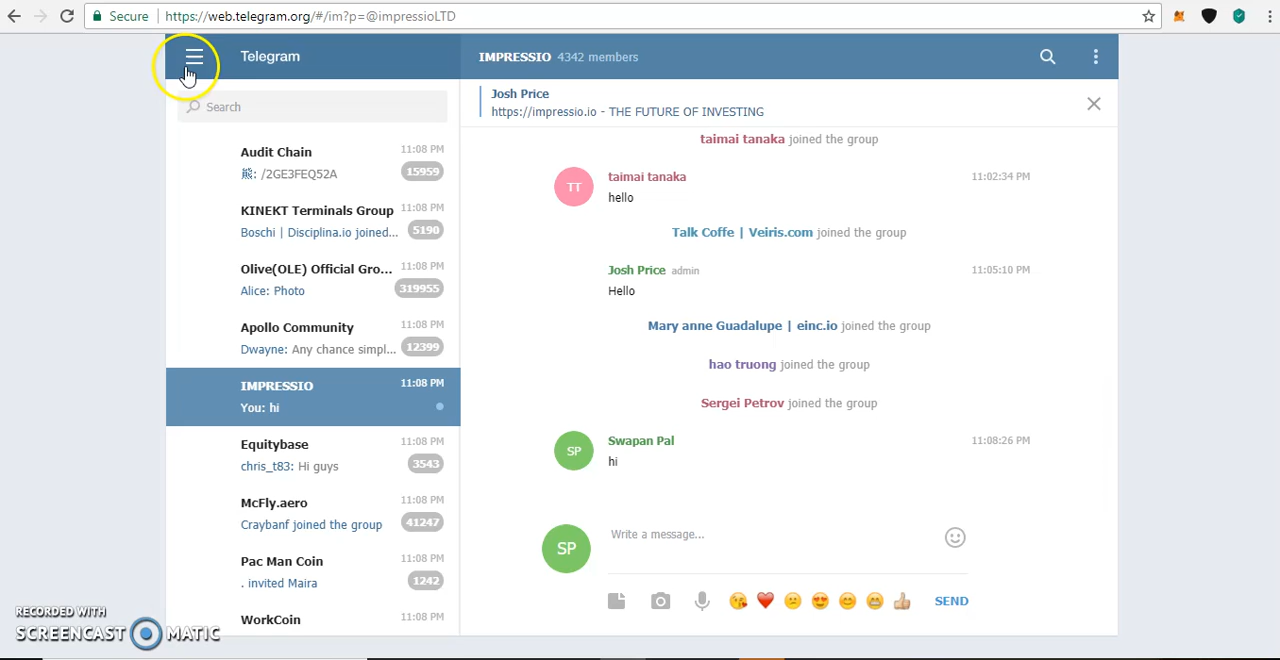 Secure https://web.telegram.org/#/im?p=@impressioLTD
Telegram
IMPRESSIO 4342 members
Search
Josh Price
https://impressio.io - THE FUTURE OF INVESTING
Audit Chain 11:08 PM
熊: /2GE3FEQ52A 15959
KINEKT Terminals Group 11:08 PM
Boschi | Disciplina.io joined... 5190
Olive(OLE) Official Gro... 11:08 PM
Alice: Photo 319955
Apollo Community 11:08 PM
Dwayne: Any chance simpl... 12399
IMPRESSIO 11:08 PM
You: hi
Equitybase 11:08 PM
chris_t83: Hi guys 3543
McFly.aero 11:08 PM
Craybanf joined the group 41247
Pac Man Coin 11:08 PM
. invited Maira 1242
WorkCoin 11:08 PM
taimai tanaka joined the group
TT taimai tanaka 11:02:34 PM
hello
Talk Coffe | Veiris.com joined the group
Josh Price admin 11:05:10 PM
Hello
Mary anne Guadalupe | einc.io joined the group
hao truong joined the group
Sergei Petrov joined the group
SP Swapan Pal 11:08:26 PM
hi
SP Write a message...
SEND
RECORDED WITH
SCREENCAST MATIC